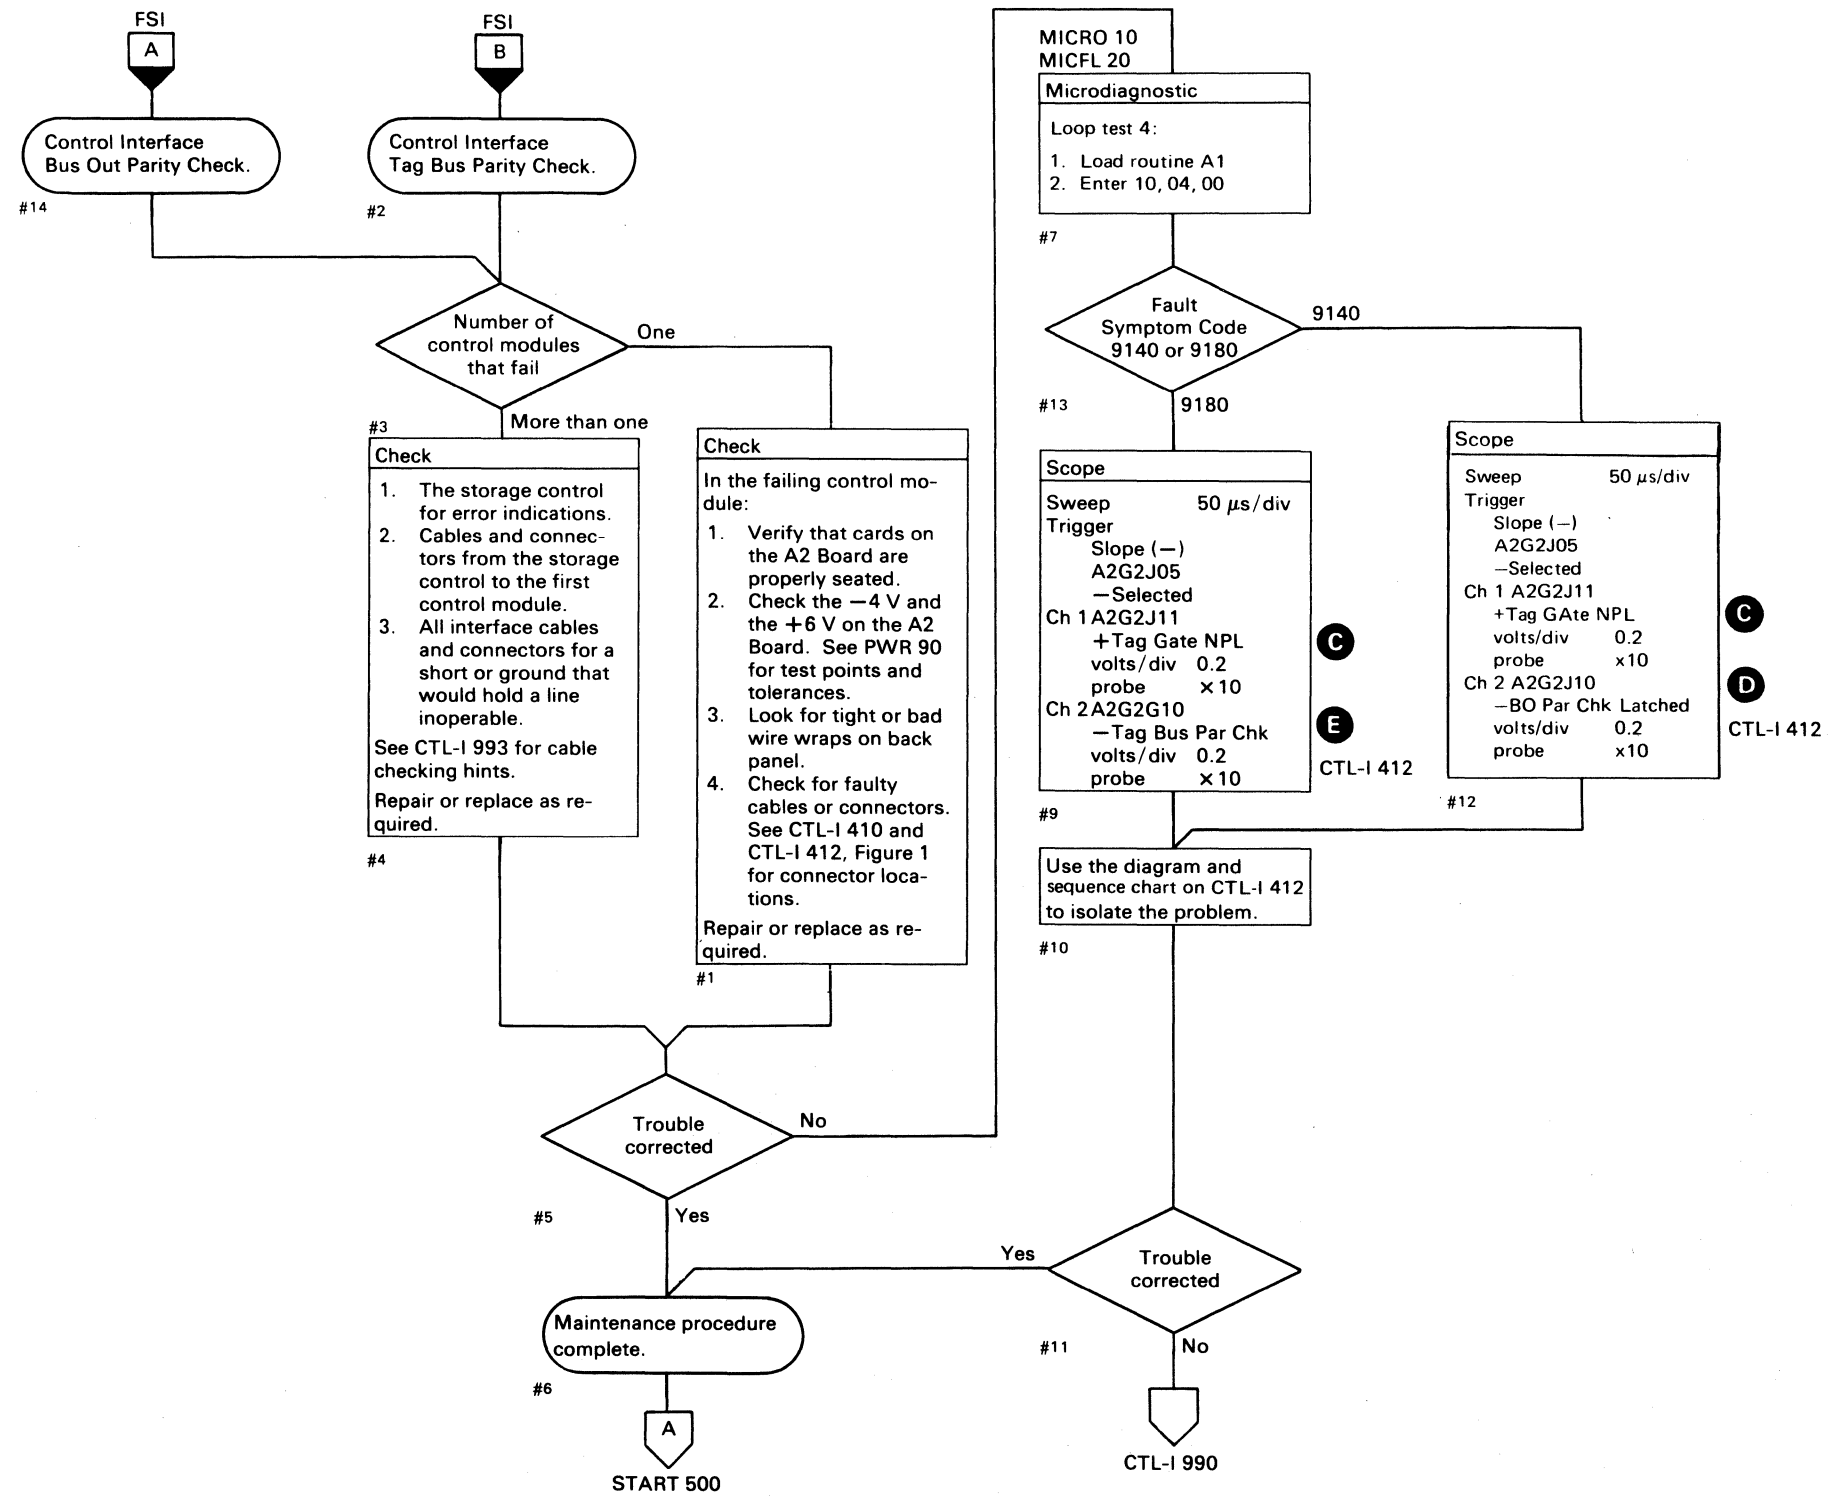 FSI
A
Control Interface
Bus Out Parity Check.
#14
FSI
B
Control Interface
Tag Bus Parity Check.
#2
Number of
control modules
that fail
One
More than one
#3
Check
1. The storage control
for error indications.
2. Cables and connec-
tors from the storage
control to the first
control module.
3. All interface cables
and connectors for a
short or ground that
would hold a line
inoperable.
See CTL-I 993 for cable
checking hints.
Repair or replace as re-
quired.
#4
Check
In the failing control mo-
dule:
1. Verify that cards on
the A2 Board are
properly seated.
2. Check the −4 V and
the +6 V on the A2
Board. See PWR 90
for test points and
tolerances.
3. Look for tight or bad
wire wraps on back
panel.
4. Check for faulty
cables or connectors.
See CTL-I 410 and
CTL-I 412, Figure 1
for connector loca-
tions.
Repair or replace as re-
quired.
#1
Trouble
corrected
No
#5
Yes
Maintenance procedure
complete.
#6
A
START 500
MICRO 10
MICFL 20
Microdiagnostic
Loop test 4:
1. Load routine A1
2. Enter 10, 04, 00
#7
Fault
Symptom Code
9140 or 9180
9140
#13
9180
Scope
Sweep 50 μs/div
Trigger
Slope (−)
A2G2J05
−Selected
Ch 1 A2G2J11
+Tag Gate NPL
volts/div 0.2
probe ×10
Ch 2 A2G2G10
−Tag Bus Par Chk
volts/div 0.2
probe ×10
C
E
CTL-I 412
#9
Scope
Sweep 50 μs/div
Trigger
Slope (−)
A2G2J05
−Selected
Ch 1 A2G2J11
+Tag GAte NPL
volts/div 0.2
probe x10
Ch 2 A2G2J10
−BO Par Chk Latched
volts/div 0.2
probe x10
C
D
CTL-I 412
#12
Use the diagram and
sequence chart on CTL-I 412
to isolate the problem.
#10
Trouble
corrected
Yes
#11
No
CTL-I 990